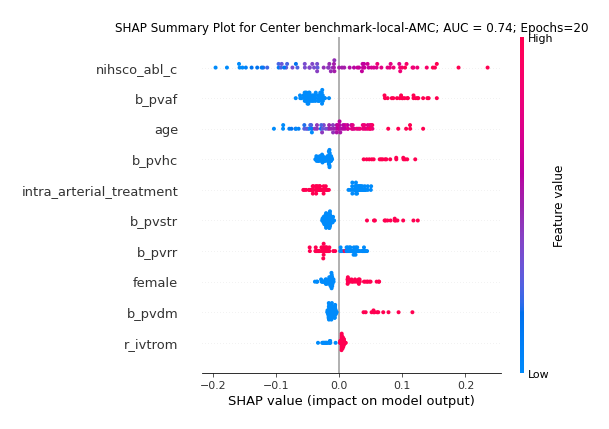 SHAP Summary Plot for Center benchmark-local-AMC; AUC = 0.74; Epochs=20
High
nihsco_abl_c
b_pvaf
age
b_pvhc
intra_arterial_treatment
b_pvstr
b_pvrr
female
b_pvdm
r_ivtrom
Feature value
Low
−0.2 −0.1 0.0 0.1 0.2
SHAP value (impact on model output)